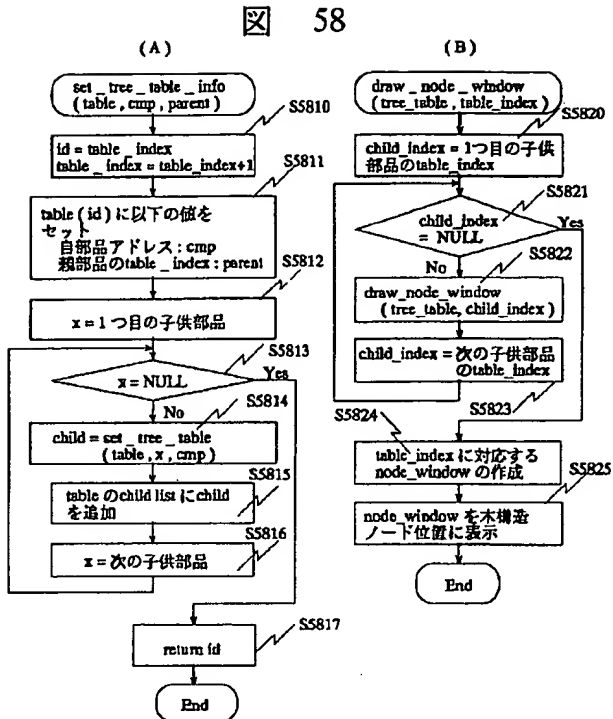 図 58
(A)
set_tree_table_info
(table, cmp, parent)
S5810
id = table_index
table_index = table_index+1
S5811
table(id)に以下の値を
セット
自部品アドレス:cmp
親部品のtable_index:parent
S5812
x = 1つ目の子供部品
S5813
x = NULL
Yes
No
S5814
child = set_tree_table
(table, x, cmp)
S5815
tableのchild listにchild
を追加
S5816
x = 次の子供部品
S5817
return id
End
(B)
draw_node_window
(tree_table, table_index)
S5820
child_index = 1つ目の子供
部品のtable_index
S5821
child_index
= NULL
Yes
No
S5822
draw_node_window
(tree_table, child_index)
child_index = 次の子供部品
のtable_index
S5823
S5824
table_indexに対応する
node_windowの作成
S5825
node_windowを木構造
ノード位置に表示
End